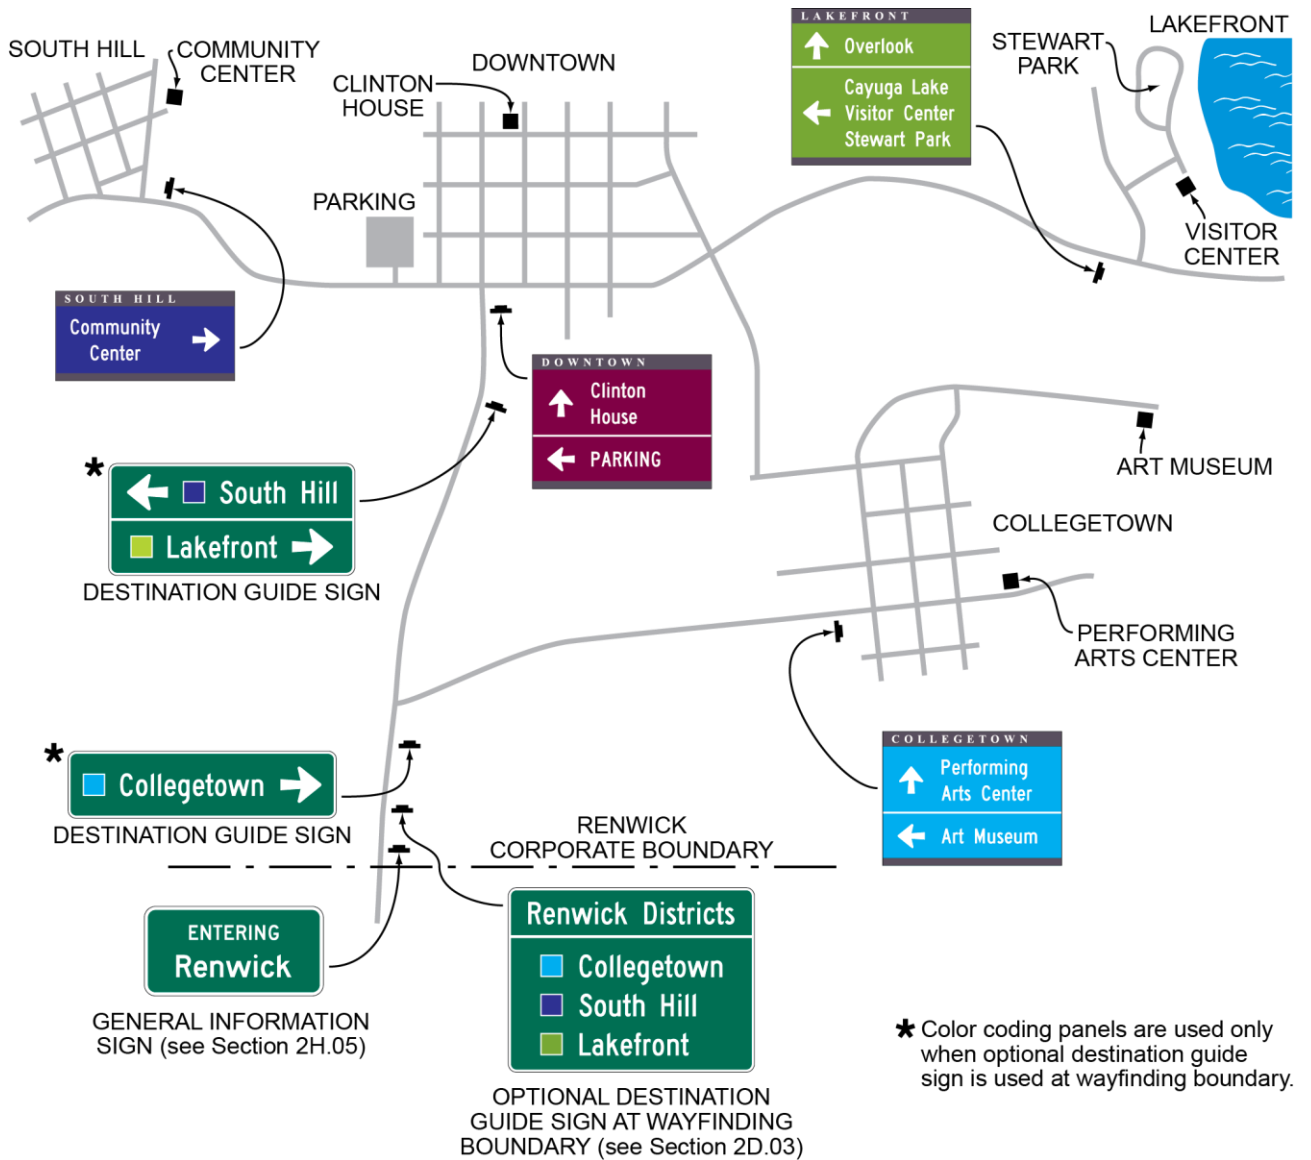 SOUTH HILL
COMMUNITY
CENTER
CLINTON
HOUSE
DOWNTOWN
LAKEFRONT
Overlook
Cayuga Lake
Visitor Center
Stewart Park
STEWART
PARK
LAKEFRONT
PARKING
VISITOR
CENTER
SOUTH HILL
Community
Center
DOWNTOWN
Clinton
House
PARKING
* South Hill
Lakefront
DESTINATION GUIDE SIGN
ART MUSEUM
COLLEGETOWN
PERFORMING
ARTS CENTER
* Collegetown
DESTINATION GUIDE SIGN
COLLEGETOWN
Performing
Arts Center
Art Museum
RENWICK
CORPORATE BOUNDARY
ENTERING
Renwick
GENERAL INFORMATION
SIGN (see Section 2H.05)
Renwick Districts
Collegetown
South Hill
Lakefront
OPTIONAL DESTINATION
GUIDE SIGN AT WAYFINDING
BOUNDARY (see Section 2D.03)
* Color coding panels are used only
when optional destination guide
sign is used at wayfinding boundary.